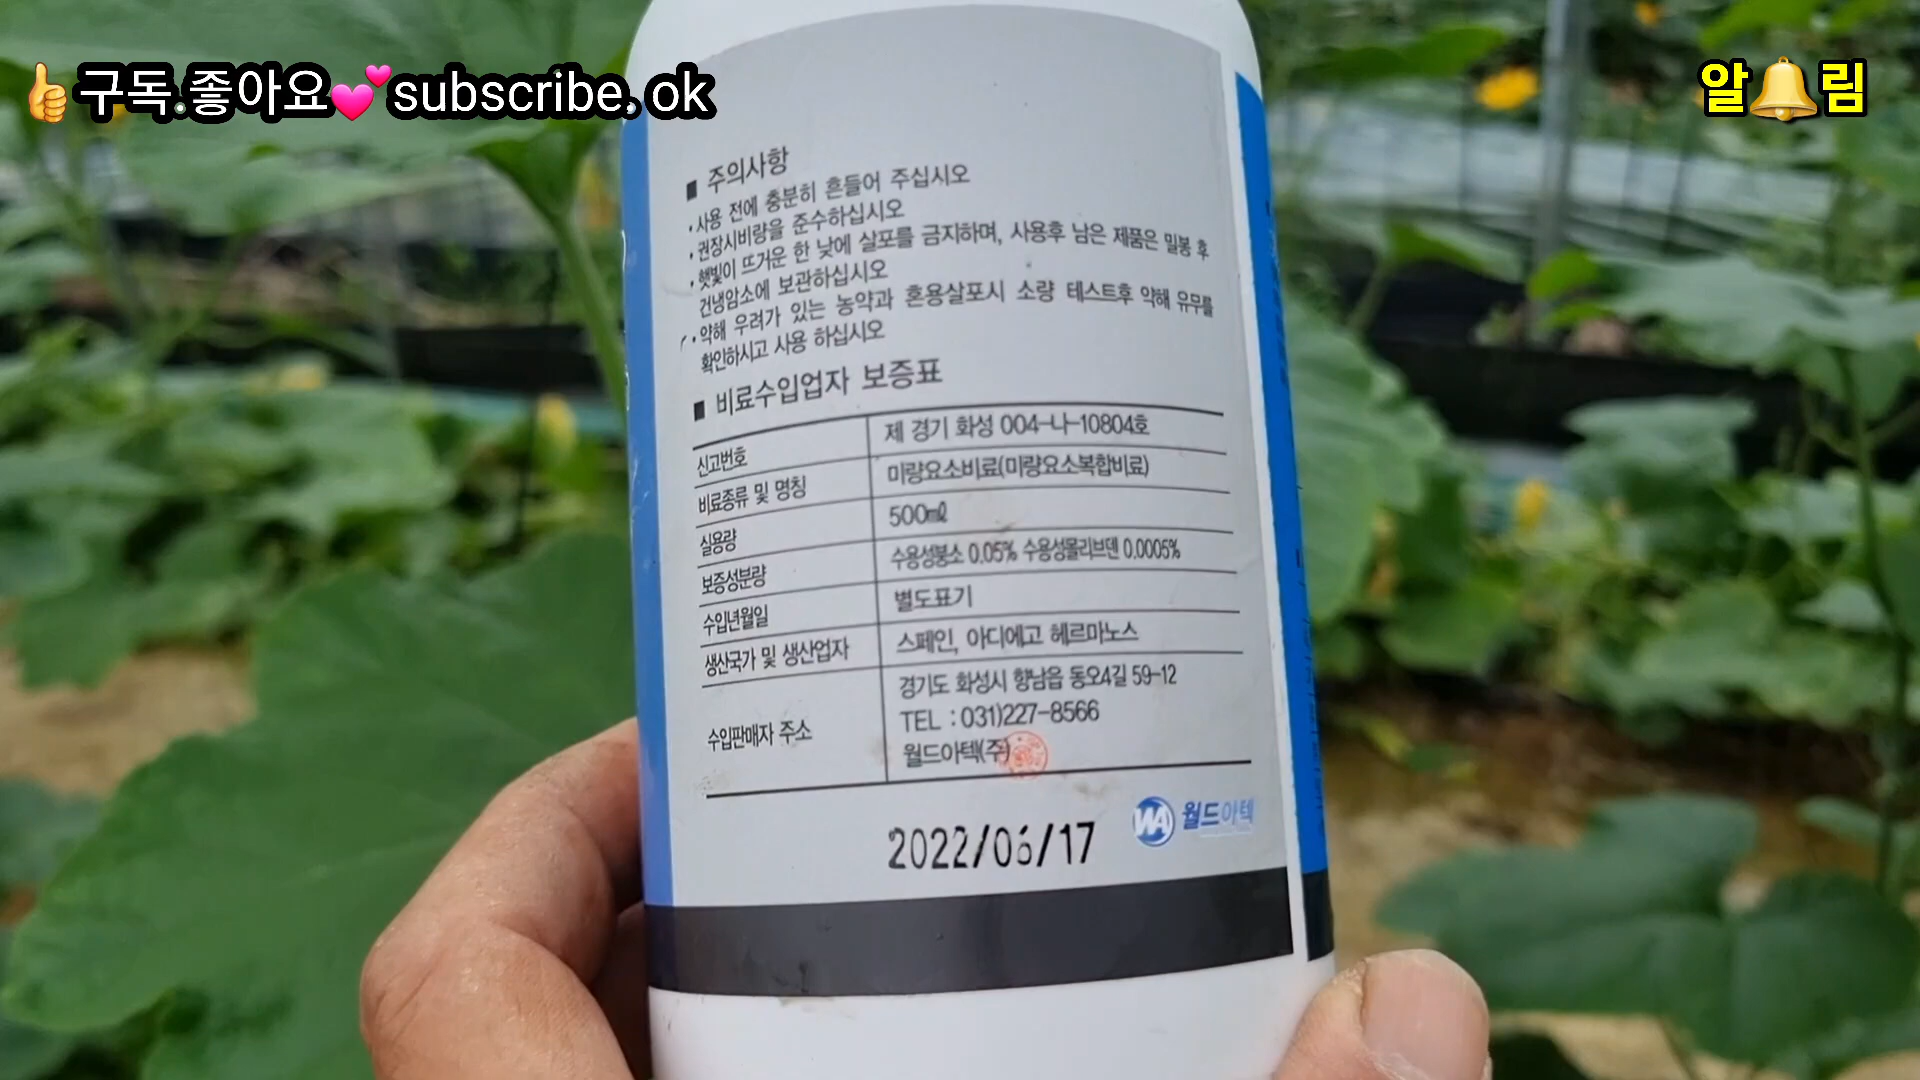 👍구독.좋아요💕subscribe. ok
알🔔림
■ 주의사항
· 사용 전에 충분히 흔들어 주십시오
· 권장시비량을 준수하십시오
· 햇빛이 뜨거운 한 낮에 살포를 금지하며, 사용후 남은 제품은 밀봉 후
건냉암소에 보관하십시오
· 약해 우려가 있는 농약과 혼용살포시 소량 테스트후 약해 유무를
확인하시고 사용 하십시오
■ 비료수입업자 보증표
신고번호 제 경기 화성 004-나-10804호
비료종류 및 명칭 미량요소비료(미량요소복합비료)
실용량 500㎖
보증성분량 수용성붕소 0.05% 수용성몰리브덴 0.0005%
수입년월일 별도표기
생산국가 및 생산업자 스페인, 아디에고 헤르마노스
수입판매자 주소 경기도 화성시 향남읍 동오4길 59-12
TEL : 031)227-8566
월드아텍(주)
2022/06/17
WA 월드아텍